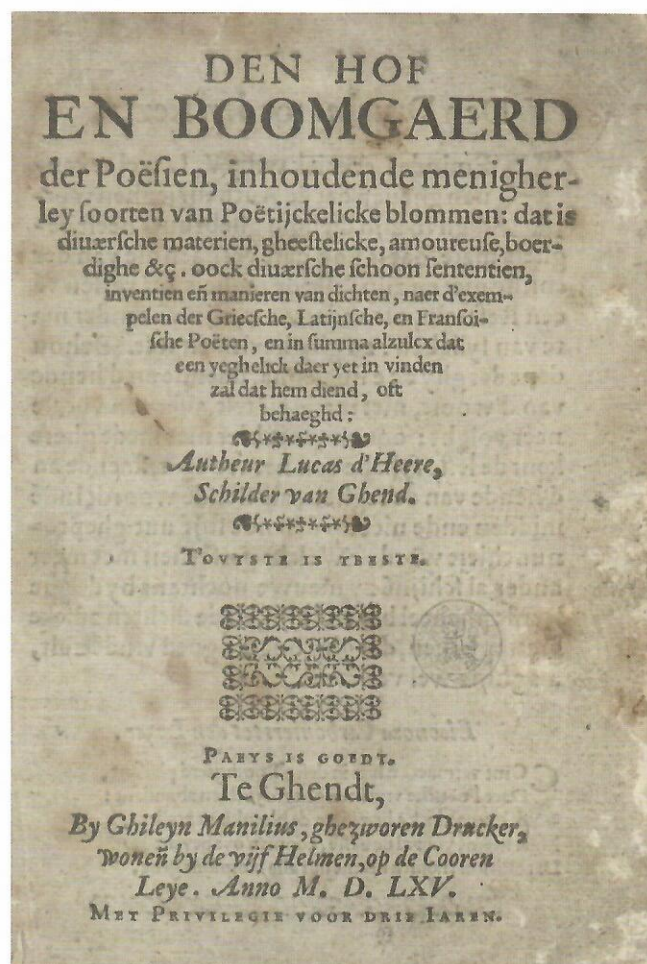 DEN HOF
EN BOOMGAERD
der Poësien, inhoudende menigher-
ley soorten van Poëtijckelicke blommen: dat is
diuærsche materien, gheestelicke, amoureuse, boer-
dighe &ç. oock diuærsche schoon sententien,
inventien eñ manieren van dichten, naer d'exem-
pelen der Griecsche, Latijnsche, en Fransoi-
sche Poëten, en in summa alzulcx dat
een yeghelick daer yet in vinden
zal dat hem diend, oft
behaeghd:
Autheur Lucas d'Heere,
Schilder van Ghend.
T'OVTSTE IS TBESTE.
PAEYS IS GOEDT.
Te Ghendt,
By Ghileyn Manilius, ghezworen Drucker,
woneñ by de vijf Helmen, op de Cooren
Leye. Anno M. D. LXV.
MET PRIVILEGIE VOOR DRIE IAREN.